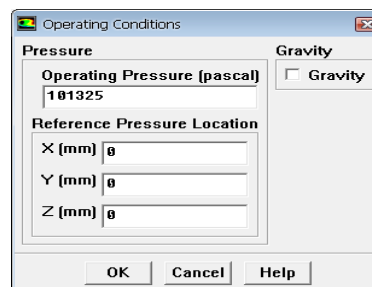 Operating Conditions
Pressure
Gravity
Operating Pressure (pascal)
Gravity
101325
Reference Pressure Location
X (mm) 0
Y (mm) 0
Z (mm) 0
OK Cancel Help